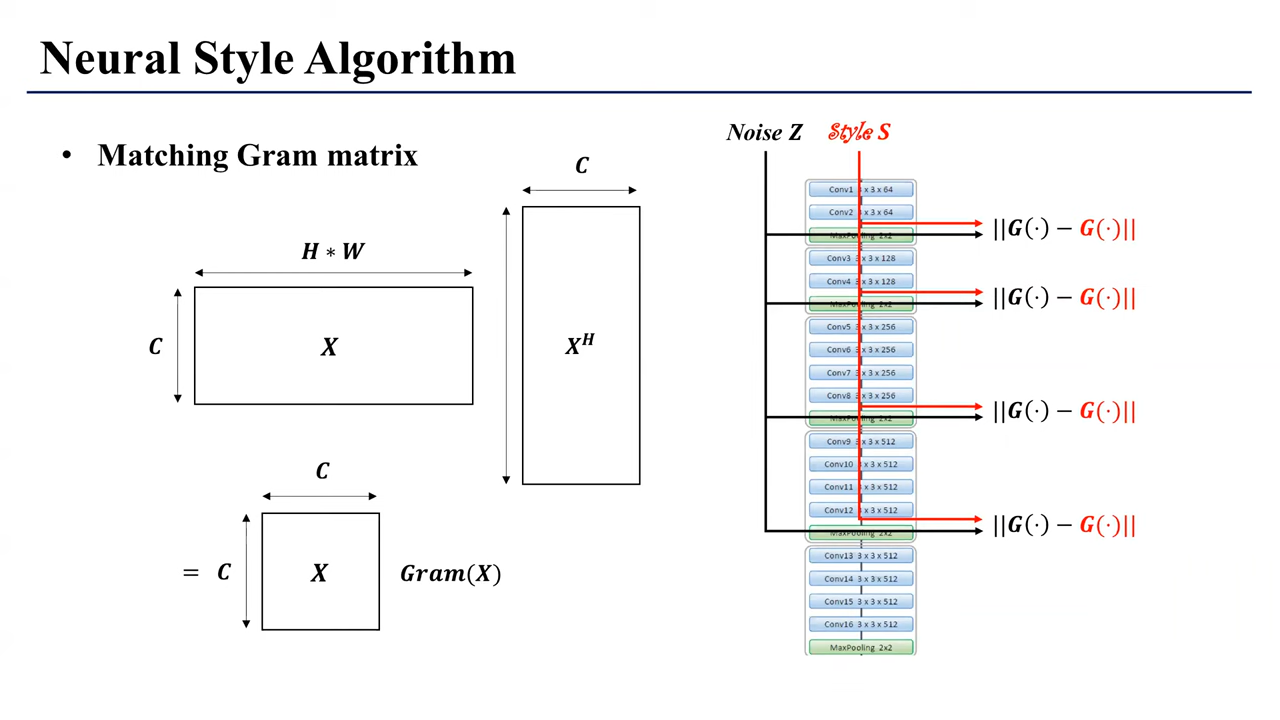 Neural Style Algorithm
• Matching Gram matrix
C
H ∗ W
C
X
X^H
C
= C
X
Gram(X)
Noise Z
Style S
Conv1 3 x 3 x 64
Conv2 3 x 3 x 64
MaxPooling 2x2
||G(·) − G(·)||
Conv3 3 x 3 x 128
Conv4 3 x 3 x 128
MaxPooling 2x2
||G(·) − G(·)||
Conv5 3 x 3 x 256
Conv6 3 x 3 x 256
Conv7 3 x 3 x 256
Conv8 3 x 3 x 256
MaxPooling 2x2
||G(·) − G(·)||
Conv9 3 x 3 x 512
Conv10 3 x 3 x 512
Conv11 3 x 3 x 512
Conv12 3 x 3 x 512
MaxPooling 2x2
||G(·) − G(·)||
Conv13 3 x 3 x 512
Conv14 3 x 3 x 512
Conv15 3 x 3 x 512
Conv16 3 x 3 x 512
MaxPooling 2x2